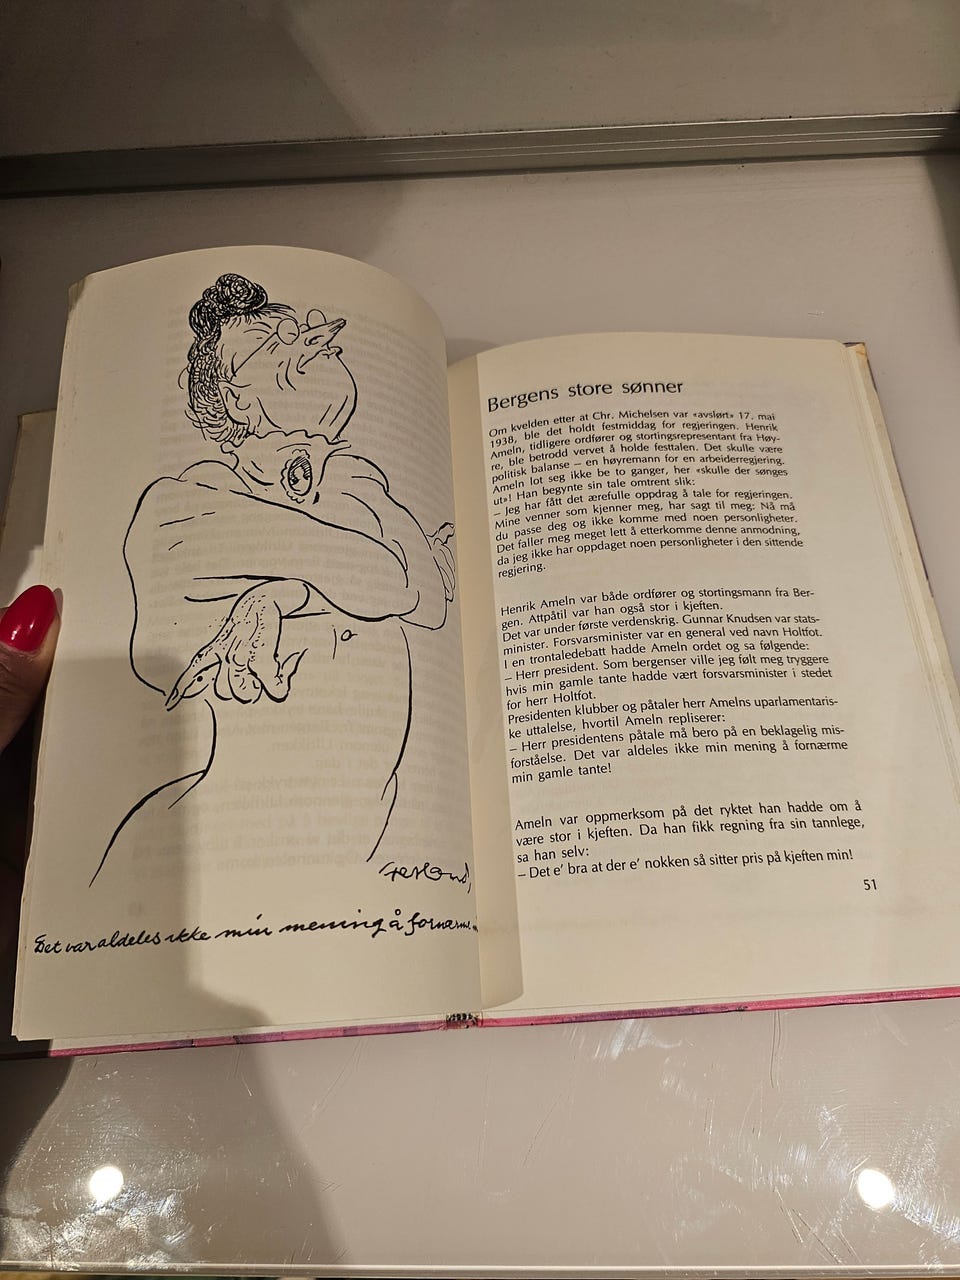 Det var aldeles ikke min mening å fornærme
Bergens store sønner
Om kvelden etter at Chr. Michelsen var «avslørt» 17. mai
1938, ble det holdt festmiddag for regjeringen. Henrik
Ameln, tidligere ordfører og stortingsrepresentant fra Høy-
re, ble betrodd vervet å holde festtalen. Det skulle være
politisk balanse – en høyremann for en arbeiderregjering.
Ameln lot seg ikke be to ganger, her «skulle der sønges
ut»! Han begynte sin tale omtrent slik:
– Jeg har fått det ærefulle oppdrag å tale for regjeringen.
Mine venner som kjenner meg, har sagt til meg: Nå må
du passe deg og ikke komme med noen personligheter.
Det faller meg meget lett å etterkomme denne anmodning,
da jeg ikke har oppdaget noen personligheter i den sittende
regjering.
Henrik Ameln var både ordfører og stortingsmann fra Ber-
gen. Attpåtil var han også stor i kjeften.
Det var under første verdenskrig. Gunnar Knudsen var stats-
minister. Forsvarsminister var en general ved navn Holtfot.
I en trontaledebatt hadde Ameln ordet og sa følgende:
– Herr president. Som bergenser ville jeg følt meg tryggere
hvis min gamle tante hadde vært forsvarsminister i stedet
for herr Holtfot.
Presidenten klubber og påtaler herr Amelns uparlamentaris-
ke uttalelse, hvortil Ameln repliserer:
– Herr presidentens påtale må bero på en beklagelig mis-
forståelse. Det var aldeles ikke min mening å fornærme
min gamle tante!
Ameln var oppmerksom på det ryktet han hadde om å
være stor i kjeften. Da han fikk regning fra sin tannlege,
sa han selv:
– Det e' bra at der e' nokken så sitter pris på kjeften min!
51